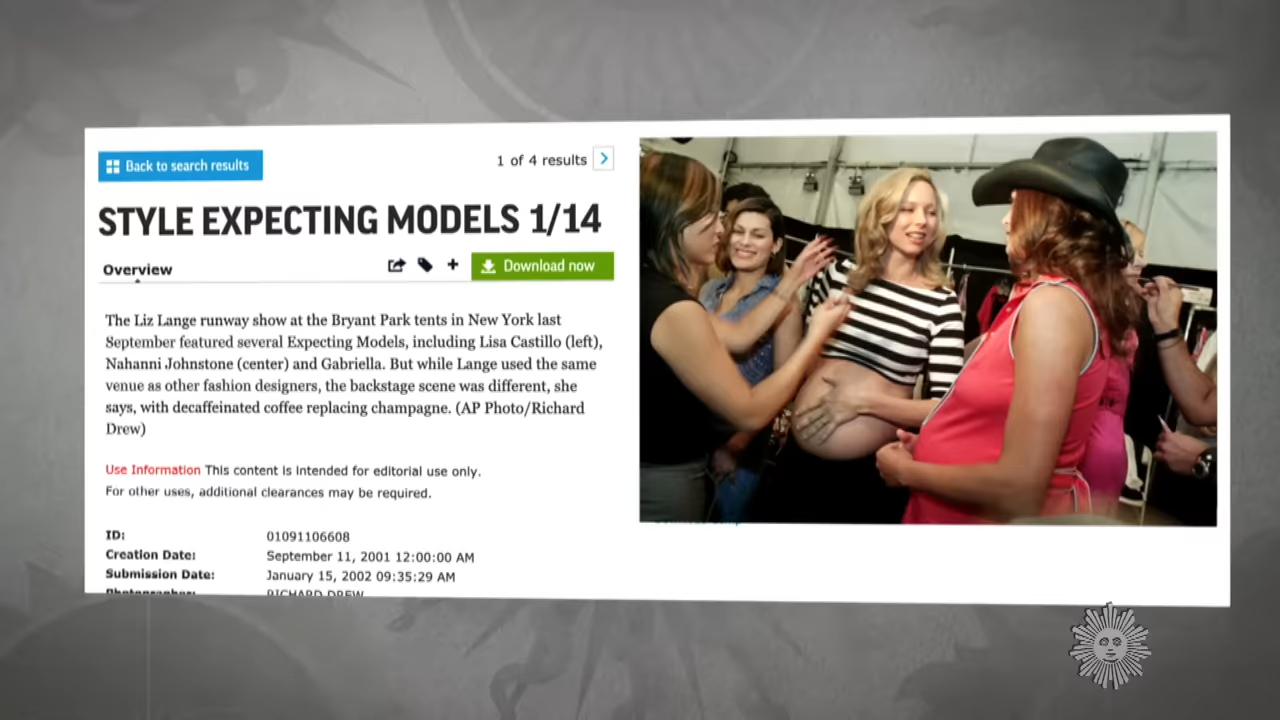 Back to search results
1 of 4 results
STYLE EXPECTING MODELS 1/14
Overview
Download now
The Liz Lange runway show at the Bryant Park tents in New York last
September featured several Expecting Models, including Lisa Castillo (left),
Nahanni Johnstone (center) and Gabriella. But while Lange used the same
venue as other fashion designers, the backstage scene was different, she
says, with decaffeinated coffee replacing champagne. (AP Photo/Richard
Drew)
Use Information This content is intended for editorial use only.
For other uses, additional clearances may be required.
ID: 01091106608
Creation Date: September 11, 2001 12:00:00 AM
Submission Date: January 15, 2002 09:35:29 AM
Photographer: RICHARD DREW